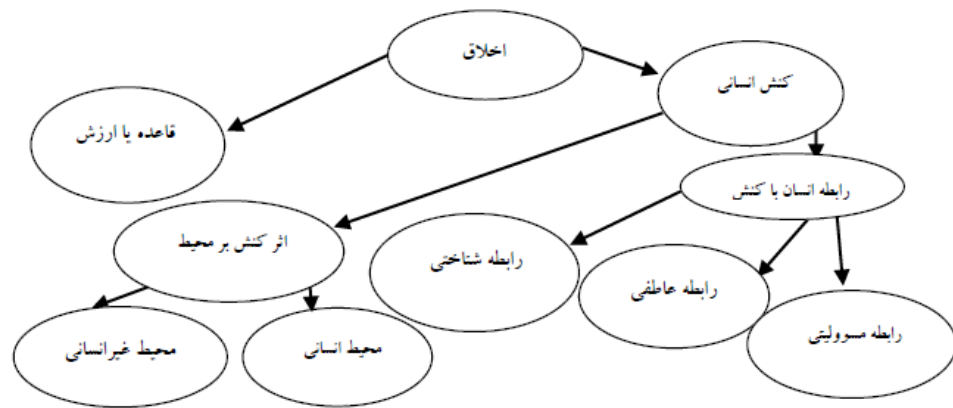 اخلاق
کنش انسانی
قاعده یا ارزش
رابطه انسان با کنش
اثر کنش بر محیط
رابطه شناختی
رابطه عاطفی
رابطه مسوولیتی
محیط انسانی
محیط غیرانسانی